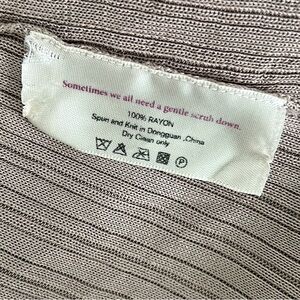 Sometimes we all need a gentle scrub down.
100% RAYON
Spun and Knit in Dongguan ,China
Dry Clean only
P